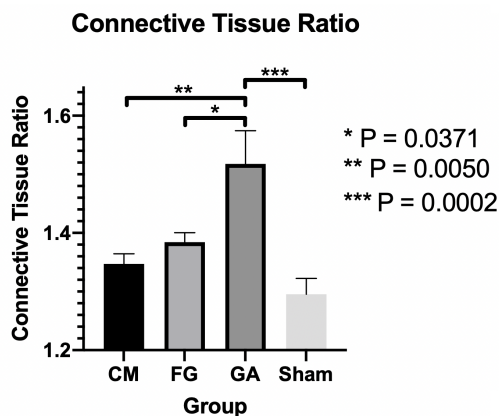 Connective Tissue Ratio
***
**
*
* P = 0.0371
** P = 0.0050
*** P = 0.0002
Connective Tissue Ratio
1.6
1.4
1.2
CM FG GA Sham
Group